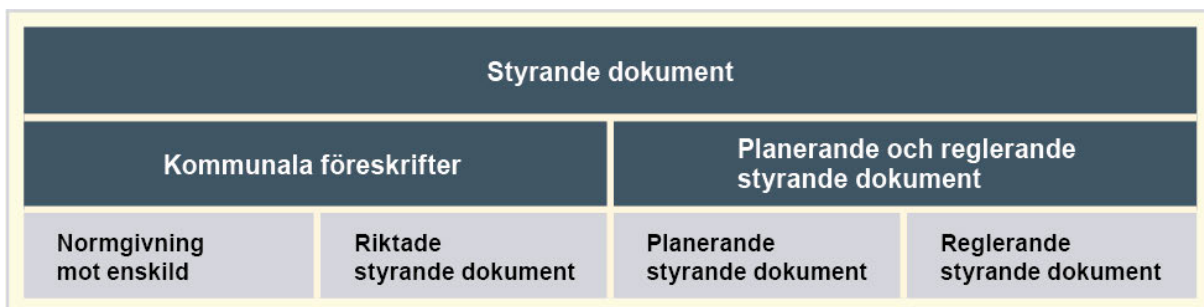 Styrande dokument
Kommunala föreskrifter
Planerande och reglerande
styrande dokument
Normgivning
mot enskild
Riktade
styrande dokument
Planerande
styrande dokument
Reglerande
styrande dokument